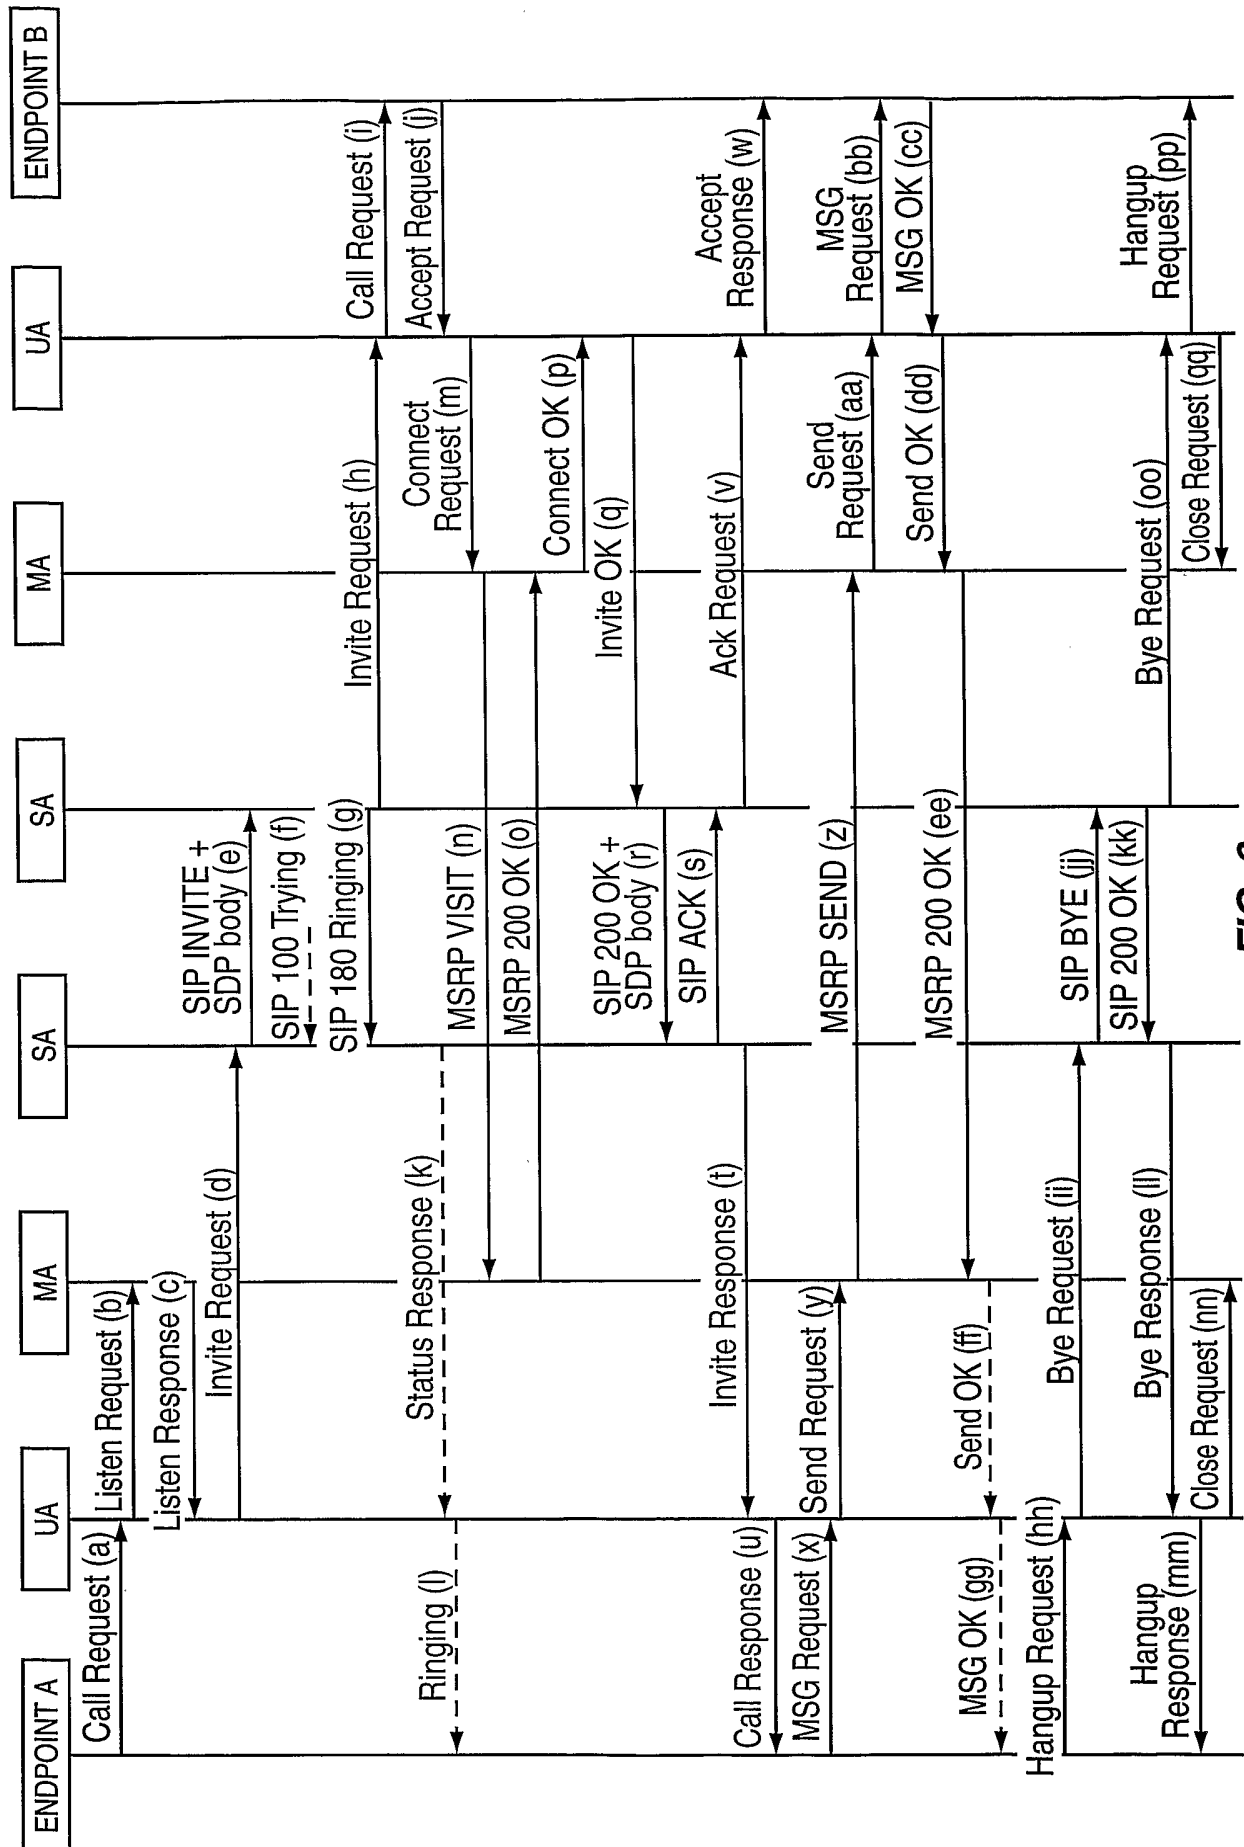 ENDPOINT A
UA
MA
SA
SA
MA
UA
ENDPOINT B
Call Request (a)
Listen Request (b)
Listen Response (c)
Invite Request (d)
SIP INVITE +
SDP body (e)
SIP 100 Trying (f)
SIP 180 Ringing (g)
Invite Request (h)
Call Request (i)
Accept Request (j)
Status Response (k)
Ringing (l)
Connect
Request (m)
MSRP VISIT (n)
MSRP 200 OK (o)
Connect OK (p)
Invite OK (q)
SIP 200 OK +
SDP body (r)
SIP ACK (s)
Invite Response (t)
Call Response (u)
Ack Request (v)
Accept
Response (w)
MSG Request (x)
Send Request (y)
MSRP SEND (z)
Send
Request (aa)
MSG
Request (bb)
MSG OK (cc)
Send OK (dd)
MSRP 200 OK (ee)
Send OK (ff)
MSG OK (gg)
Hangup Request (hh)
Bye Request (ii)
SIP BYE (jj)
SIP 200 OK (kk)
Bye Response (ll)
Hangup
Response (mm)
Close Request (nn)
Bye Request (oo)
Hangup
Request (pp)
Close Request (qq)